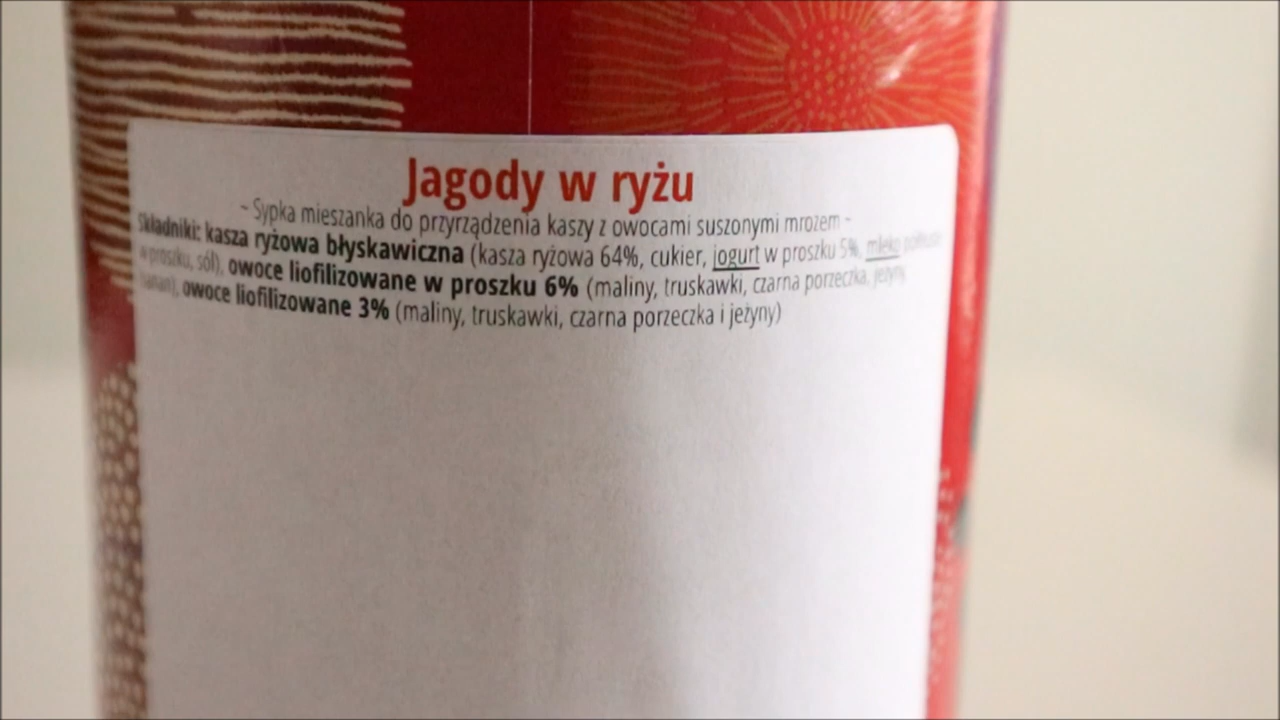 Jagody w ryżu
~ Sypka mieszanka do przyrządzenia kaszy z owocami suszonymi mrozem ~
Składniki: kasza ryżowa błyskawiczna (kasza ryżowa 64%, cukier, jogurt w proszku 5%, mleko
w proszku, sól), owoce liofilizowane w proszku 6% (maliny, truskawki, czarna porzeczka, jeżyny,
banan), owoce liofilizowane 3% (maliny, truskawki, czarna porzeczka i jeżyny)